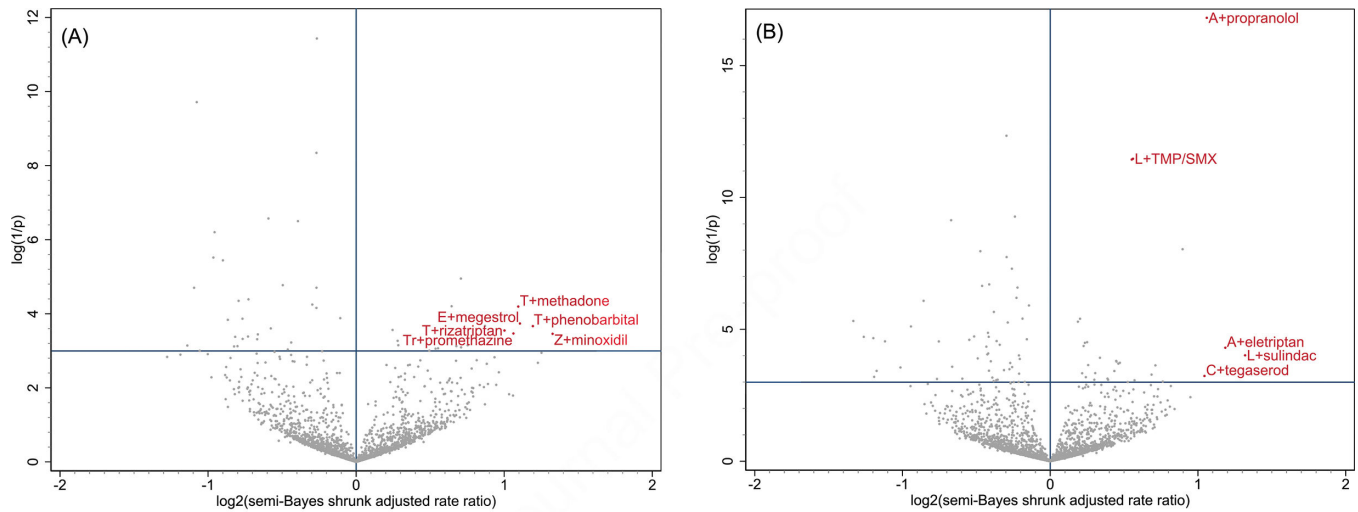 (A)
12
10
8
6
4
2
0
log(1/p)
T+methadone
E+megestrol
T+phenobarbital
T+rizatriptan
Tr+promethazine
Z+minoxidil
-2
-1
0
1
2
log2(semi-Bayes shrunk adjusted rate ratio)
(B)
15
10
5
0
log(1/p)
A+propranolol
L+TMP/SMX
A+eletriptan
L+sulindac
C+tegaserod
-2
-1
0
1
2
log2(semi-Bayes shrunk adjusted rate ratio)